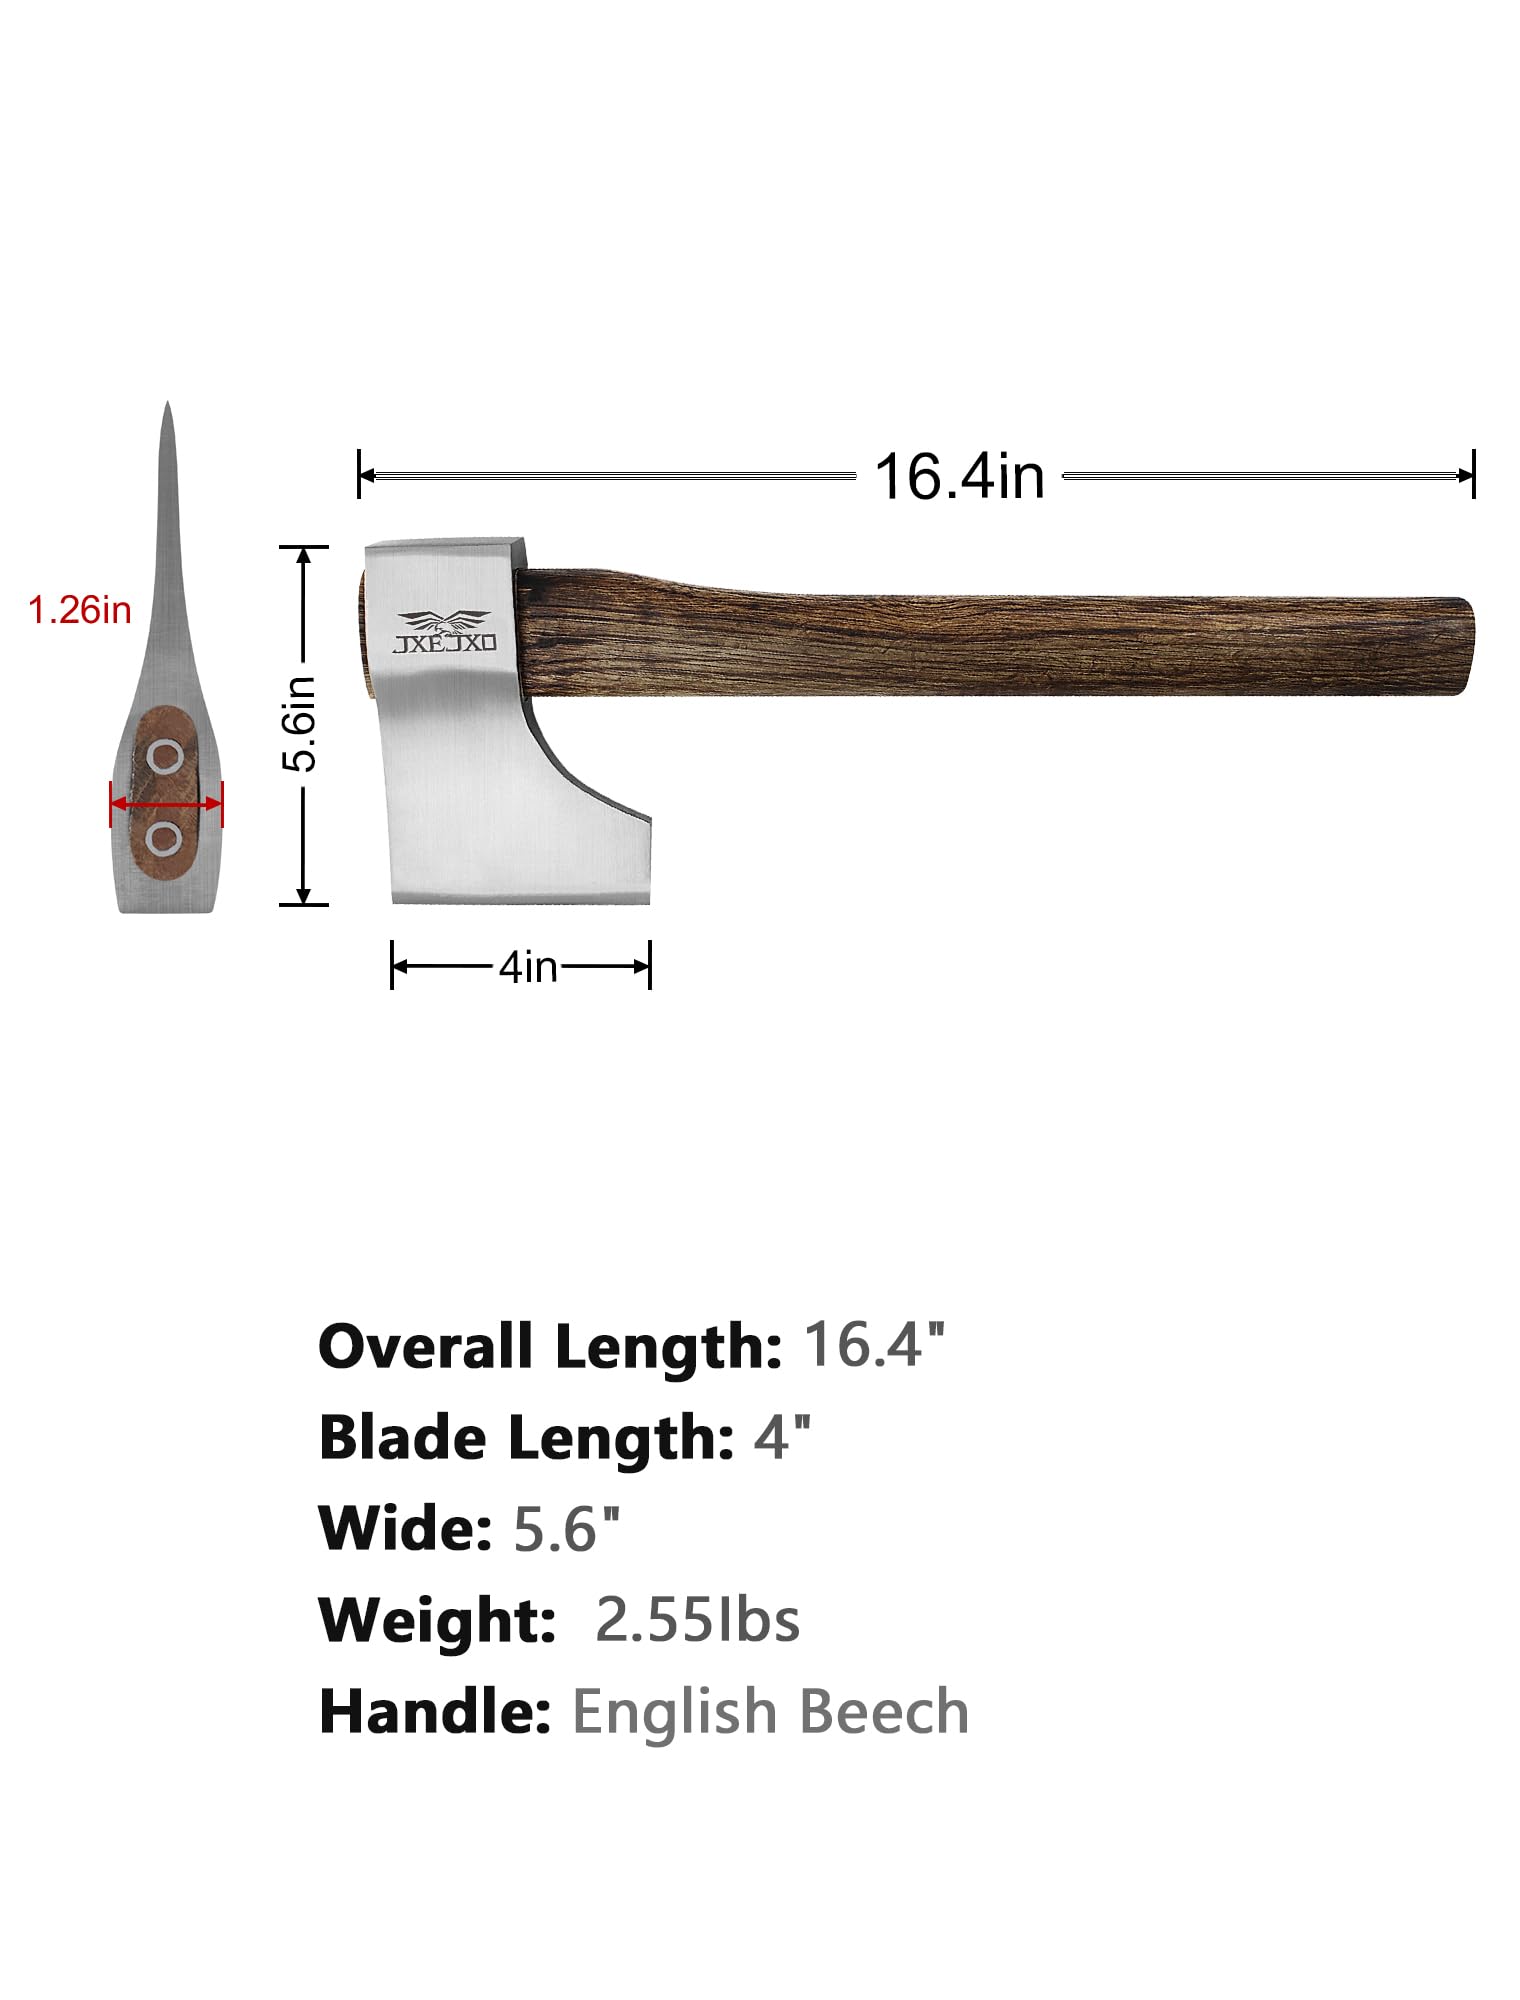 16.4in
1.26in
JXEJXO
5.6in
4in
Overall Length: 16.4"
Blade Length: 4"
Wide: 5.6"
Weight: 2.55lbs
Handle: English Beech